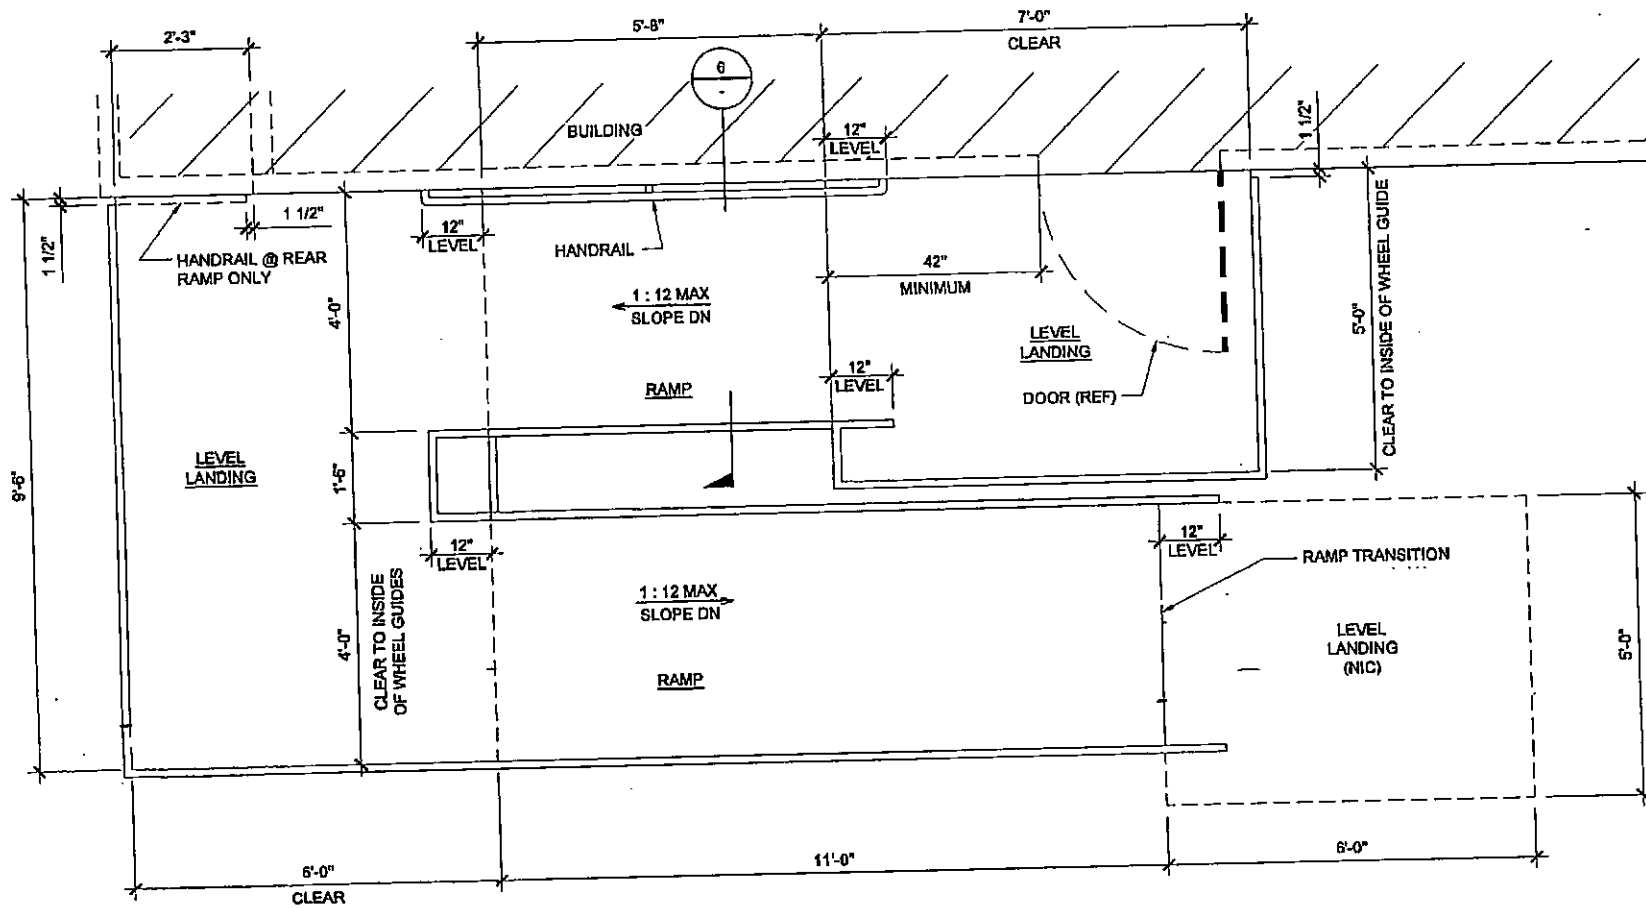 2'-3"
5'-8"
7'-0"
CLEAR
6
-
BUILDING
12"
LEVEL
1 1/2"
1 1/2"
1 1/2"
HANDRAIL @ REAR
RAMP ONLY
12"
LEVEL
HANDRAIL
42"
MINIMUM
1 : 12 MAX
SLOPE DN
4'-0"
LEVEL
LANDING
5'-0"
CLEAR TO INSIDE OF WHEEL GUIDE
RAMP
12"
LEVEL
DOOR (REF)
9'-6"
LEVEL
LANDING
1'-6"
12"
LEVEL
12"
LEVEL
RAMP TRANSITION
1 : 12 MAX
SLOPE DN
4'-0"
CLEAR TO INSIDE
OF WHEEL GUIDES
LEVEL
LANDING
(NIC)
5'-0"
RAMP
6'-0"
CLEAR
11'-0"
6'-0"